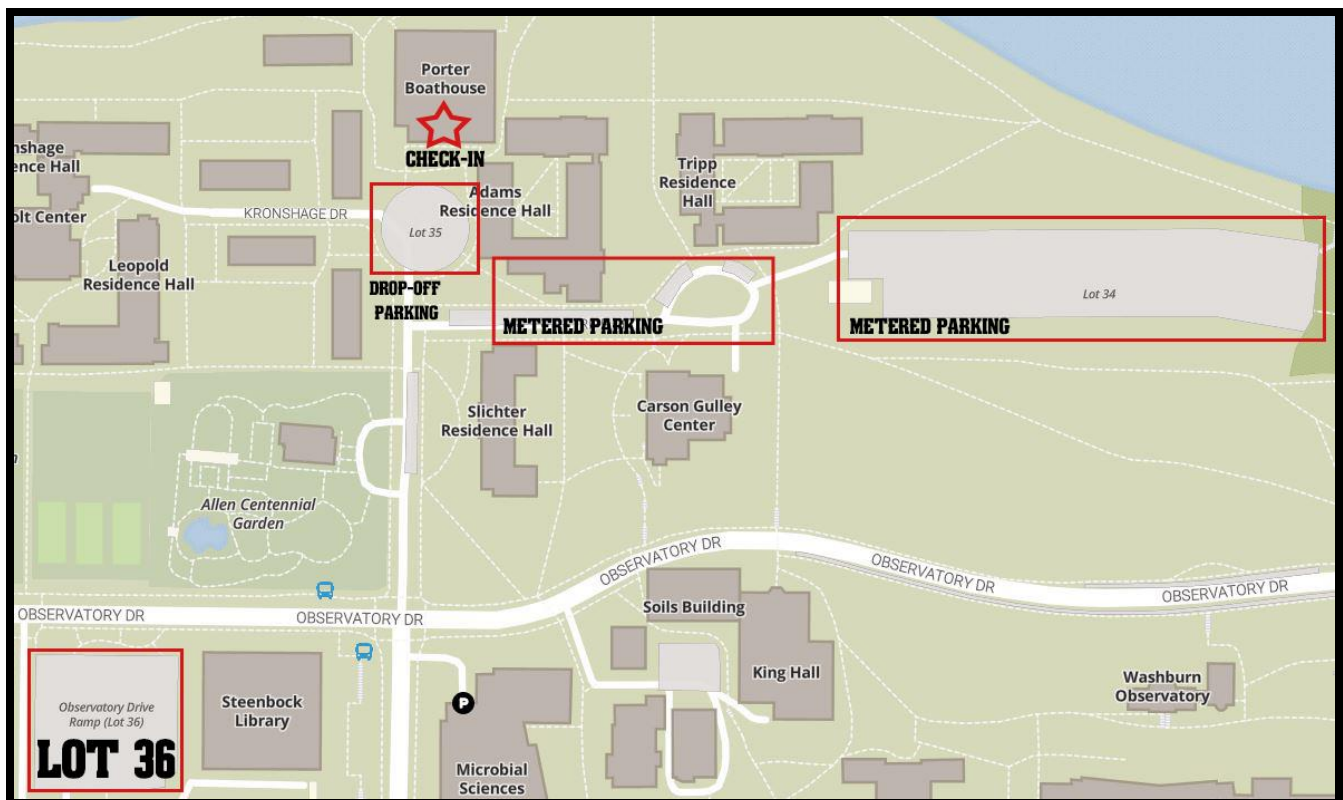 Porter
Boathouse
CHECK-IN
nshage
ence Hall
olt Center
KRONSHAGE DR
Adams
Residence Hall
Tripp
Residence
Hall
Lot 35
Leopold
Residence Hall
DROP-OFF
PARKING
METERED PARKING
Lot 34
METERED PARKING
Slichter
Residence Hall
Carson Gulley
Center
Allen Centennial
Garden
OBSERVATORY DR
OBSERVATORY DR
OBSERVATORY DR
OBSERVATORY DR
OBSERVATORY DR
Soils Building
King Hall
Washburn
Observatory
Observatory Drive
Ramp (Lot 36)
LOT 36
Steenbock
Library
P
Microbial
Sciences